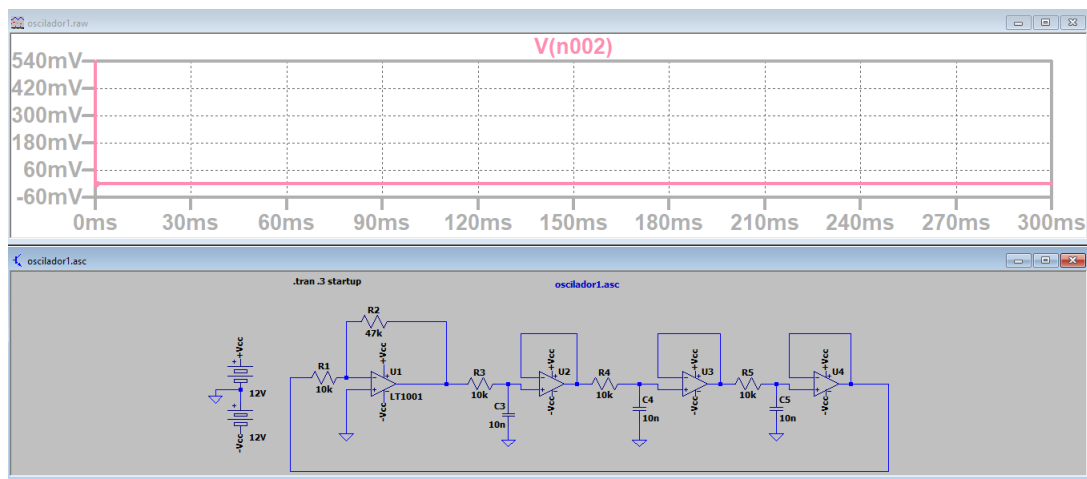 oscilador1.raw
V(n002)
540mV
420mV
300mV
180mV
60mV
-60mV
0ms 30ms 60ms 90ms 120ms 150ms 180ms 210ms 240ms 270ms 300ms
oscilador1.asc
.tran .3 startup
oscilador1.asc
R2
47k
+Vcc
+Vcc
+Vcc
+Vcc
+Vcc
R1
10k
U1
LT1001
R3
10k
U2
R4
10k
U3
R5
10k
U4
12V
C3
10n
C4
10n
C5
10n
-Vcc
-Vcc
-Vcc
-Vcc
12V
-Vcc